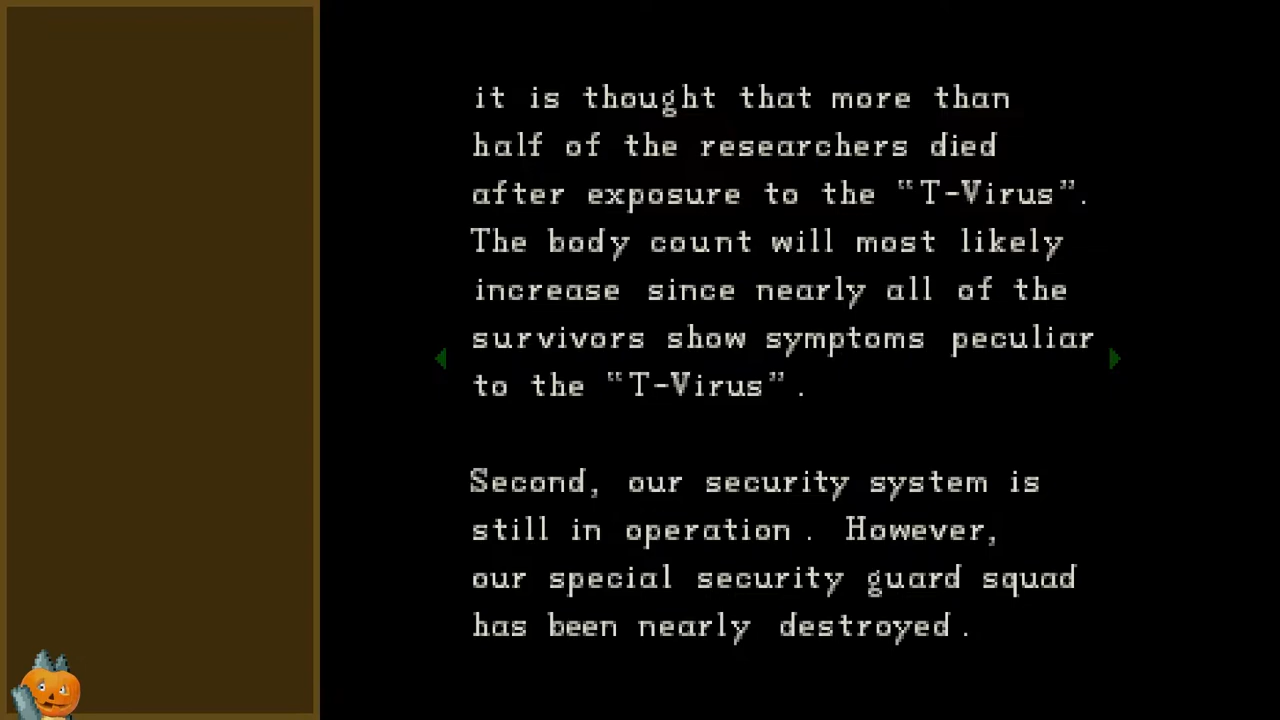 it is thought that more than
half of the researchers died
after exposure to the “T-Virus”.
The body count will most likely
increase since nearly all of the
survivors show symptoms peculiar
to the “T-Virus” .
Second, our security system is
still in operation . However,
our special security guard squad
has been nearly destroyed .